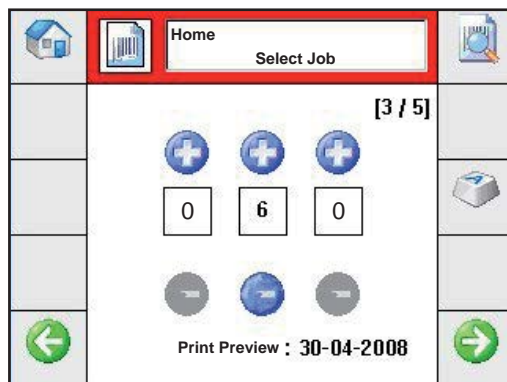 Home
Select Job
[3 / 5]
A
0 6 0
Print Preview : 30-04-2008